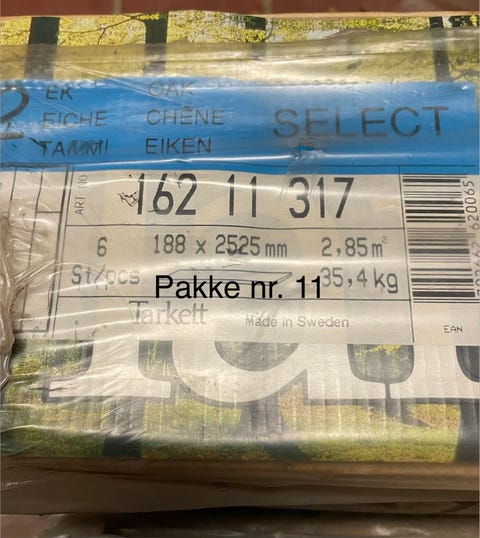 2
EK OAK
EICHE CHÊNE SELECT
TAMMI EIKEN
ART NO 162 11 317
6 188 x 2525 mm 2,85 m²
St/pcs 35,4 kg
Pakke nr. 11
Tarkett Made in Sweden
EAN